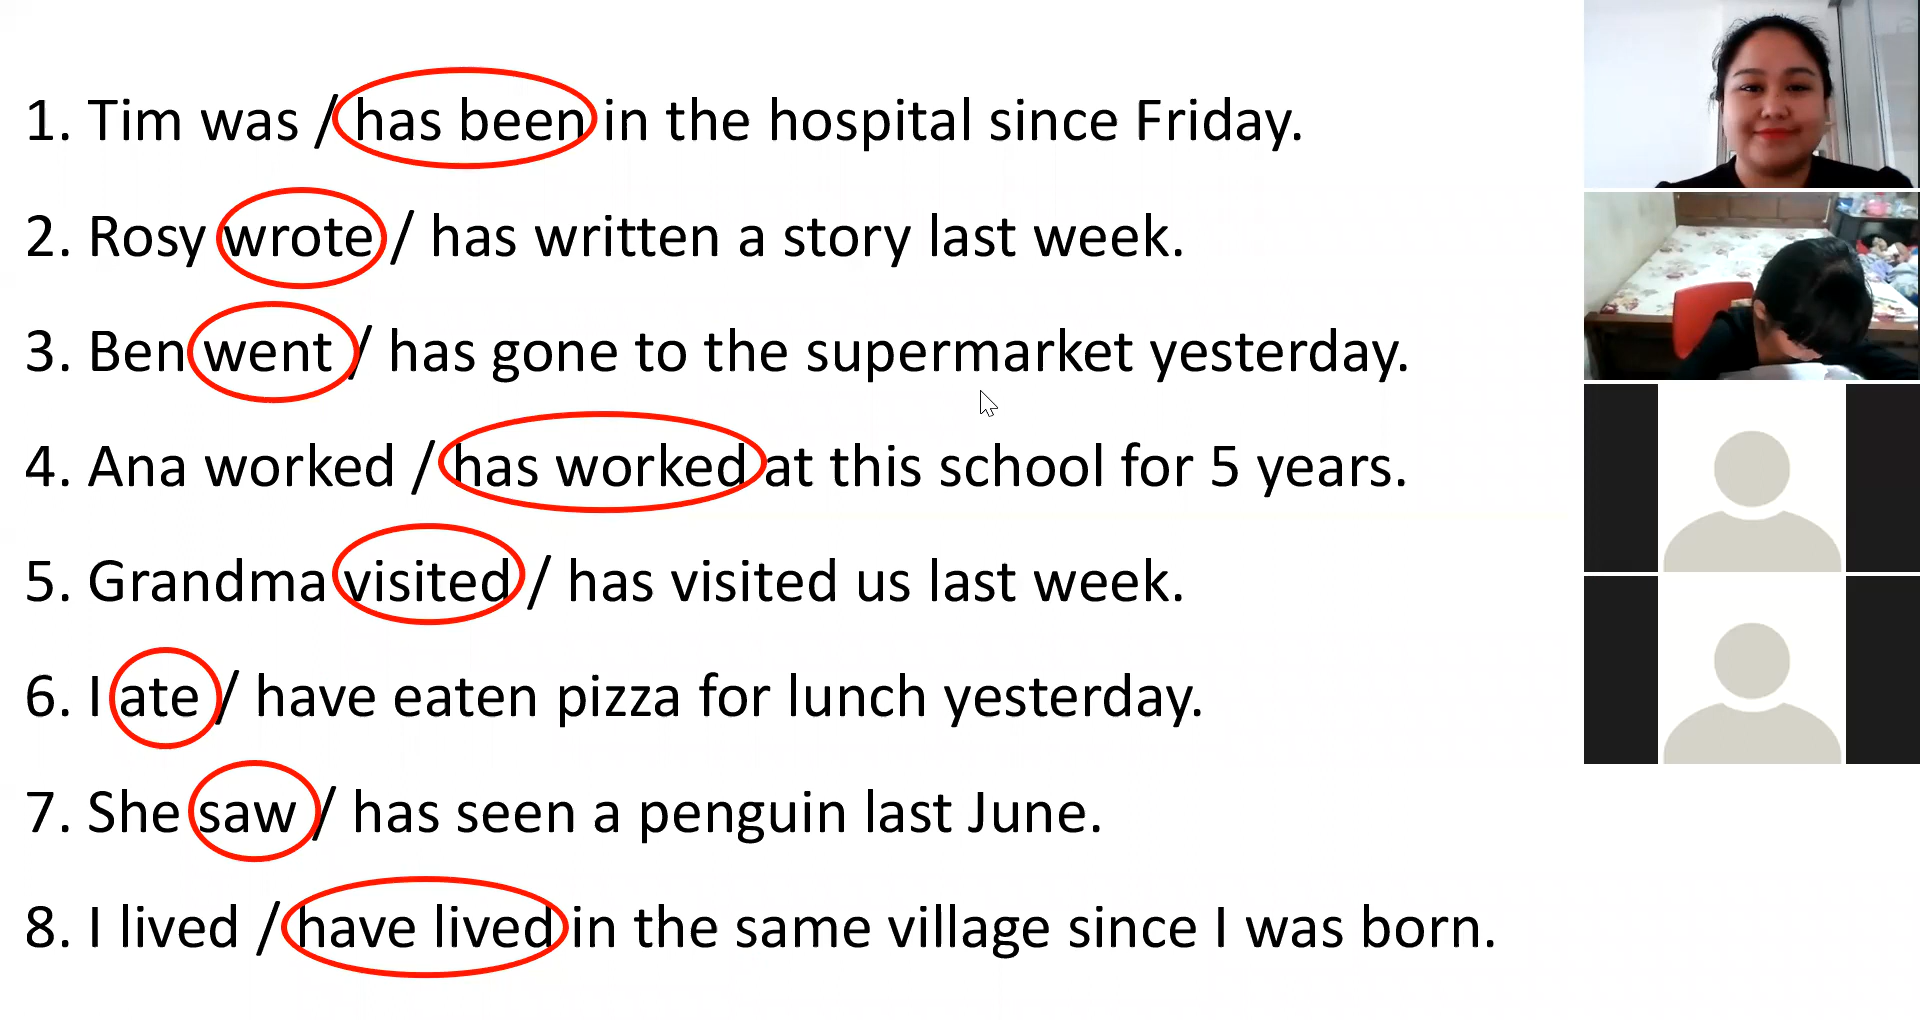 1. Tim was / has been in the hospital since Friday.
2. Rosy wrote / has written a story last week.
3. Ben went / has gone to the supermarket yesterday.
4. Ana worked / has worked at this school for 5 years.
5. Grandma visited / has visited us last week.
6. I ate / have eaten pizza for lunch yesterday.
7. She saw / has seen a penguin last June.
8. I lived / have lived in the same village since I was born.